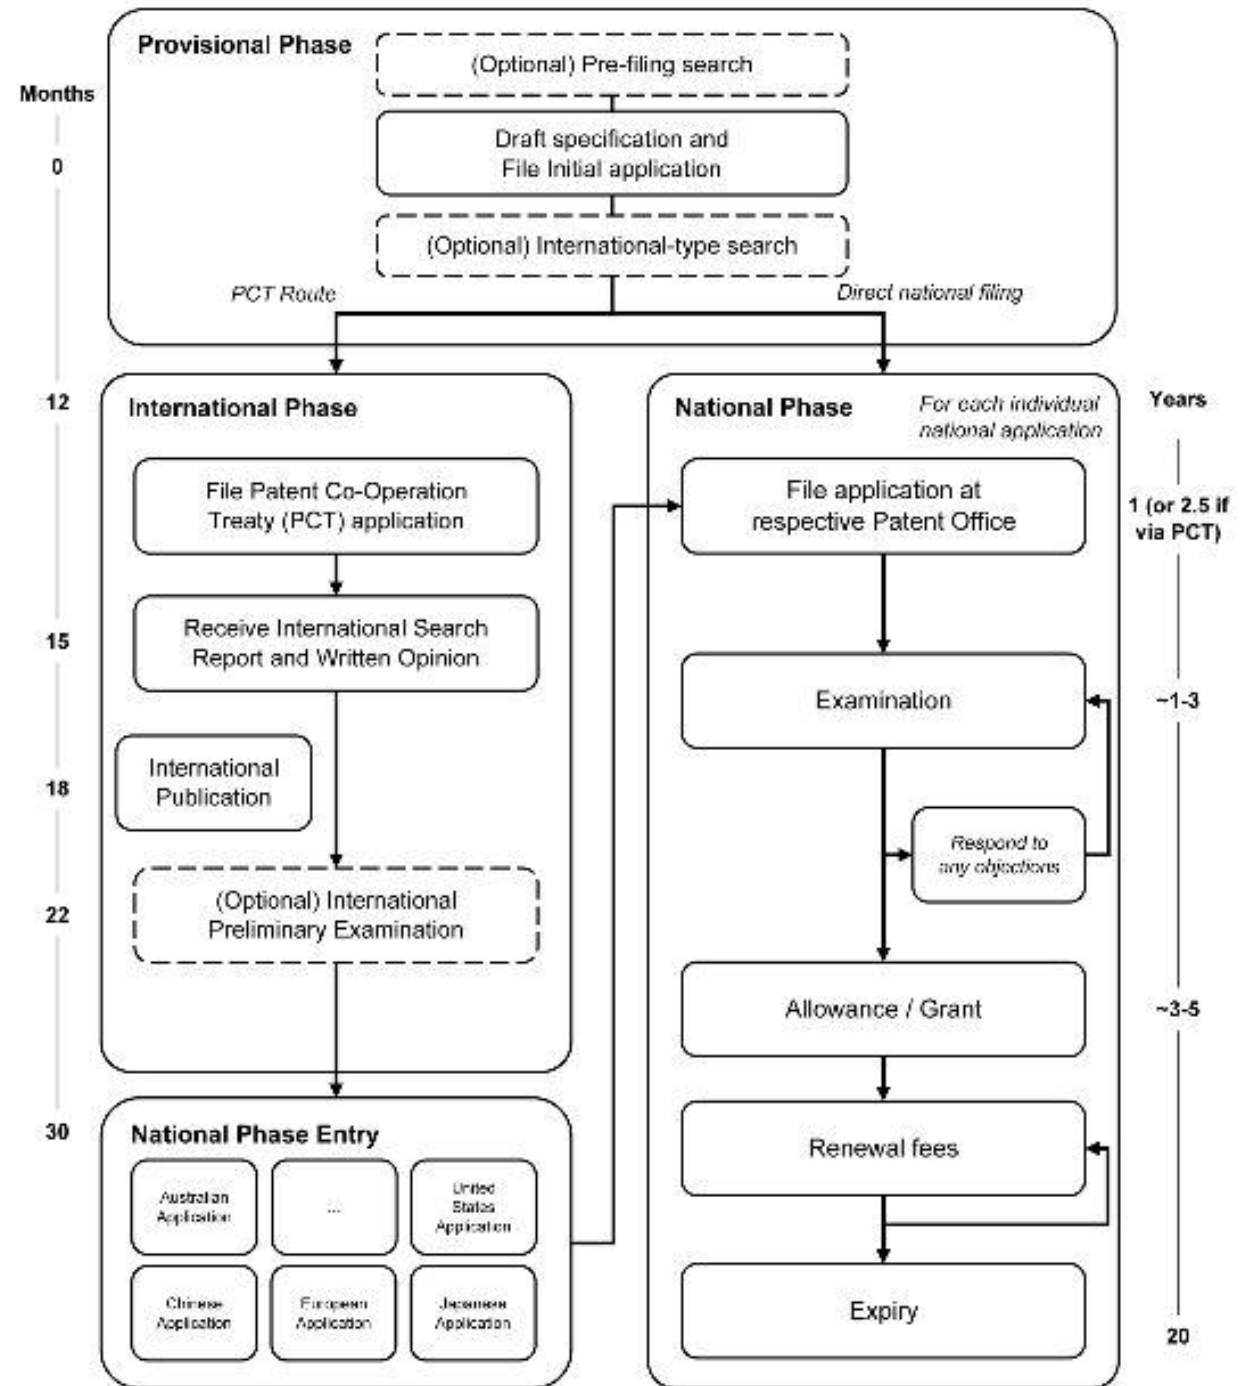 Provisional Phase
(Optional) Pre-filing search
Months
Draft specification and
File Initial application
0
(Optional) International-type search
PCT Route
Direct national filing
12
International Phase
File Patent Co-Operation
Treaty (PCT) application
15
Receive International Search
Report and Written Opinion
18
International
Publication
22
(Optional) International
Preliminary Examination
30
National Phase Entry
Australian
Application
...
United
States
Application
Chinese
Application
European
Application
Japanese
Application
National Phase
For each individual
national application
Years
File application at
respective Patent Office
1 (or 2.5 if
via PCT)
Examination
~1-3
Respond to
any objections
Allowance / Grant
~3-5
Renewal fees
Expiry
20